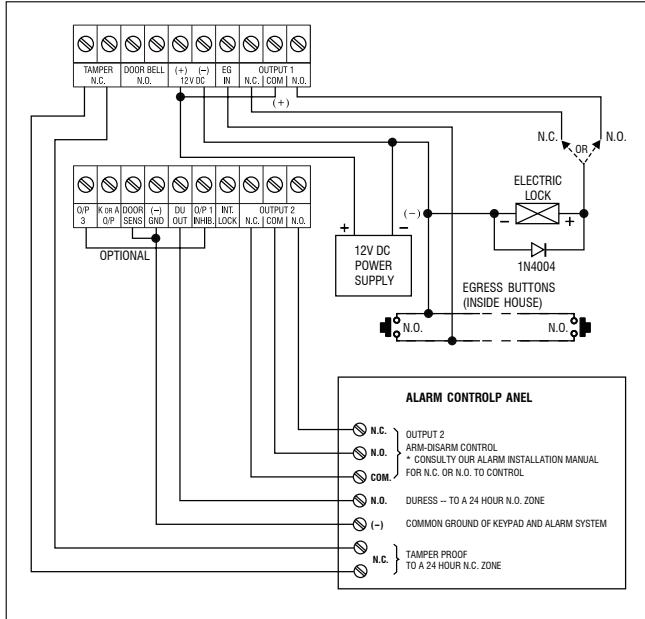 TAMPER N.C.
DOOR BELL N.O.
(+) (−) 12V DC
EG IN
OUTPUT 1
N.C. COM N.O.
(+)
N.C.
OR
N.O.
O/P 3
K OR A O/P
DOOR SENS
(−) GND
DU OUT
O/P 1 INHIB.
INT. LOCK
OUTPUT 2
N.C. COM N.O.
OPTIONAL
(−)
ELECTRIC
LOCK
− +
1N4004
+ −
12V DC
POWER
SUPPLY
EGRESS BUTTONS
(INSIDE HOUSE)
N.O.
N.O.
ALARM CONTROLP ANEL
N.C.
OUTPUT 2
N.O.
ARM-DISARM CONTROL
* CONSULTY OUR ALARM INSTALLATION MANUAL
COM.
FOR N.C. OR N.O. TO CONTROL
N.O. DURESS -- TO A 24 HOUR N.O. ZONE
(−) COMMON GROUND OF KEYPAD AND ALARM SYSTEM
N.C.
TAMPER PROOF
TO A 24 HOUR N.C. ZONE